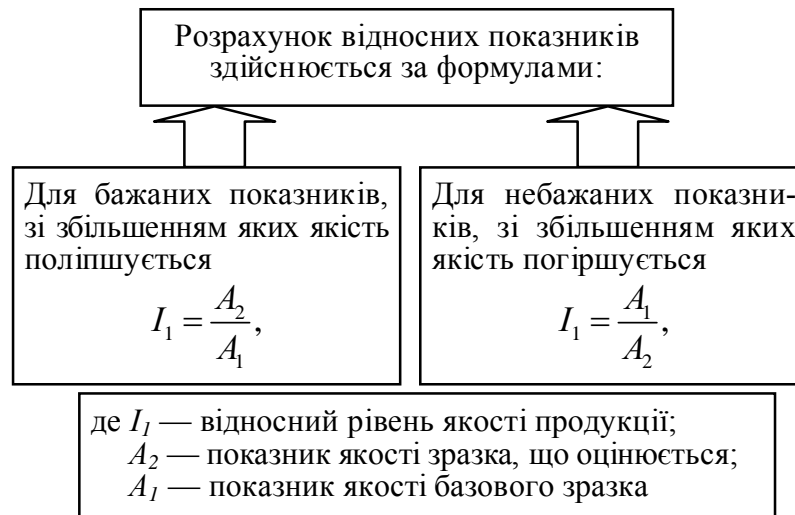 Розрахунок відносних показників
здійснюється за формулами:
Для бажаних показників,
зі збільшенням яких якість
поліпшується
I₁ = A₂/A₁,
Для небажаних показни-
ків, зі збільшенням яких
якість погіршується
I₁ = A₁/A₂,
де I₁ — відносний рівень якості продукції;
A₂ — показник якості зразка, що оцінюється;
A₁ — показник якості базового зразка